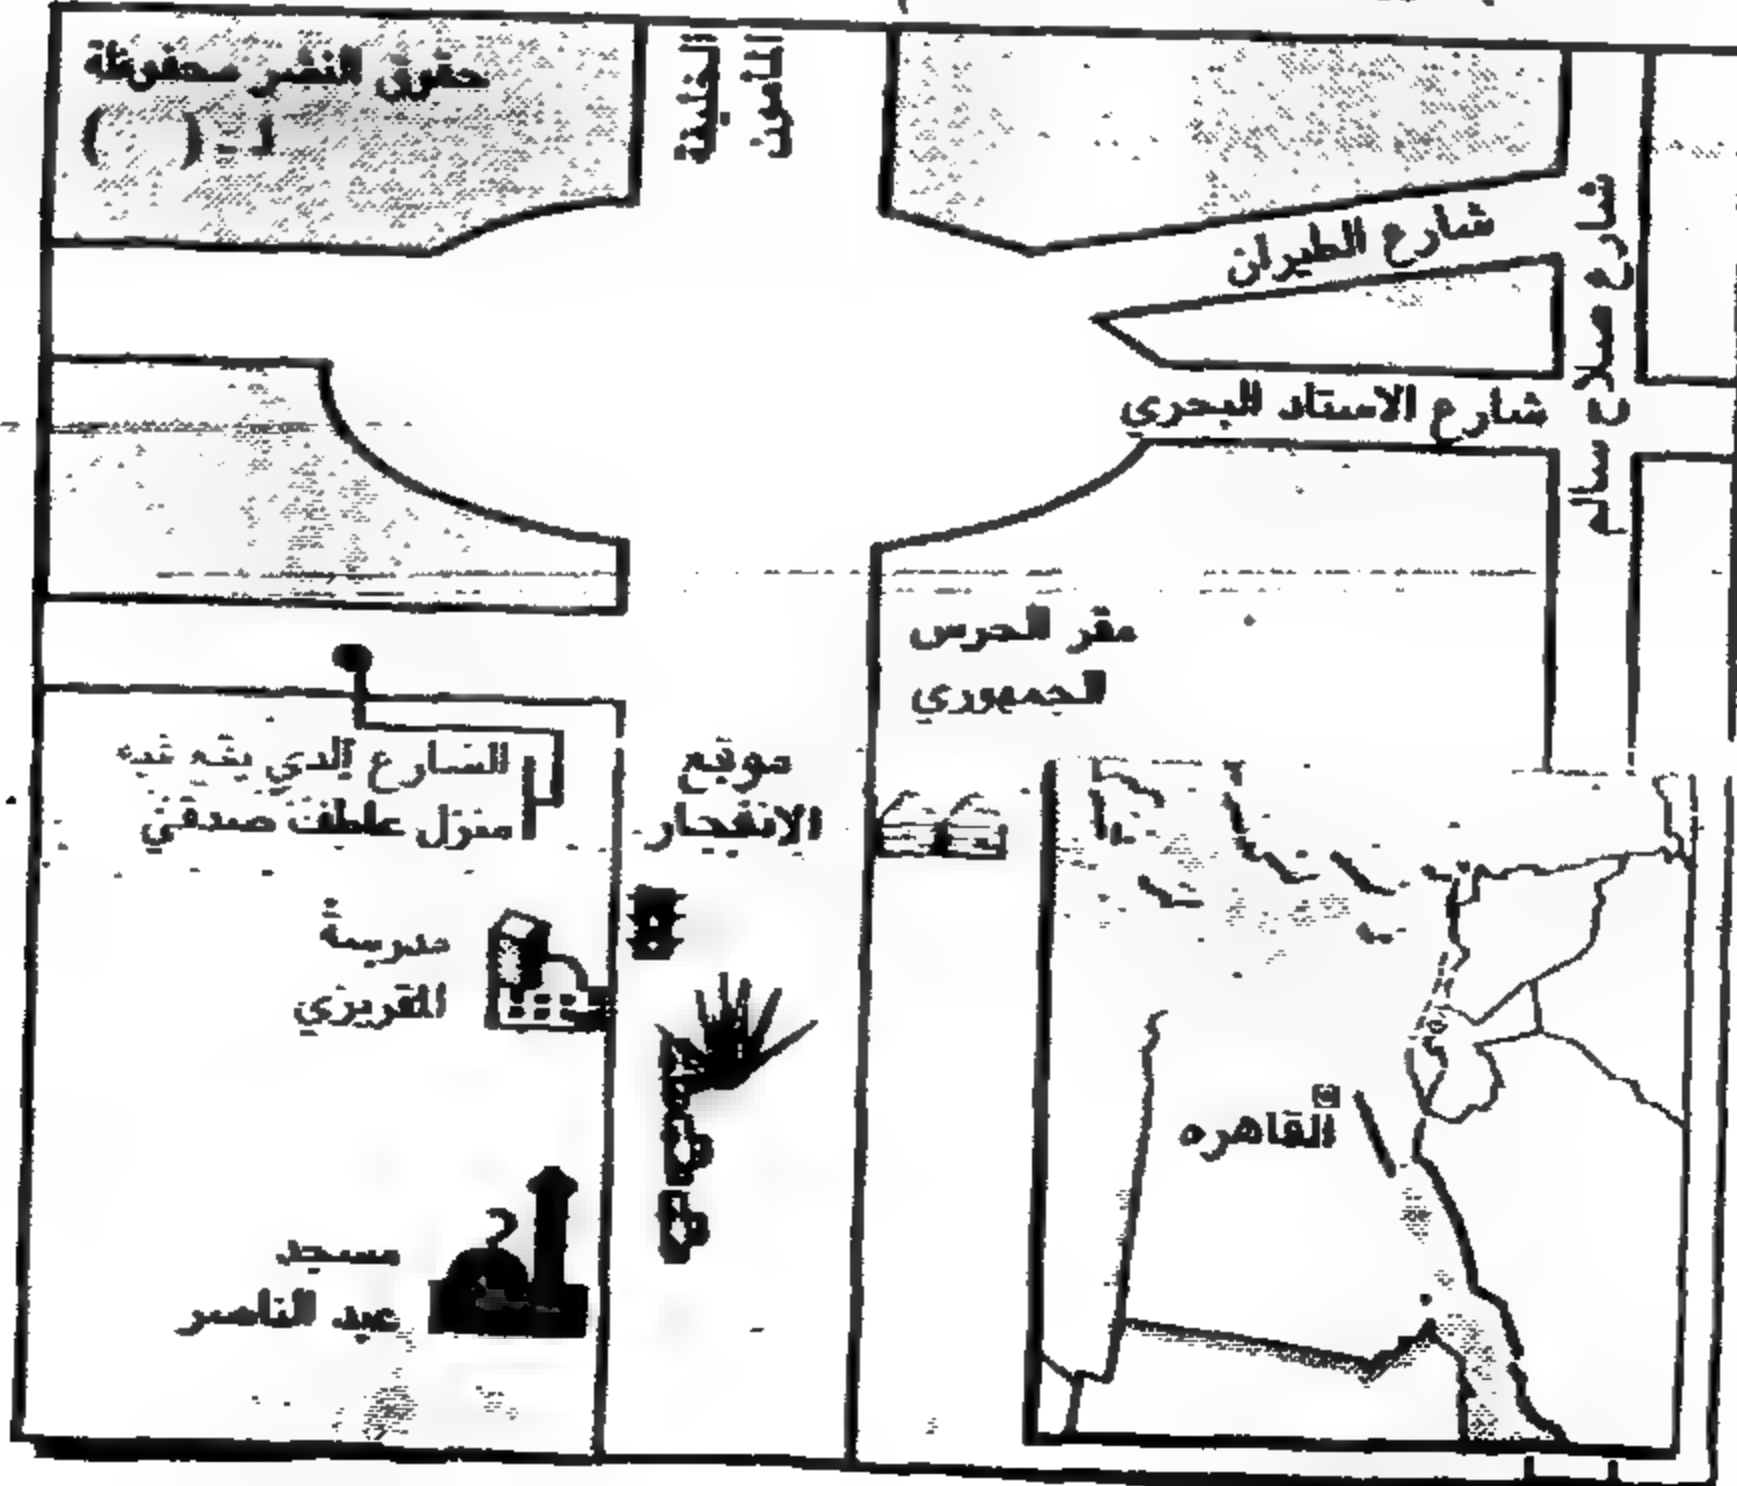 حقوق النشر محفوظة
لـ ( )
الخليفة
المأمون
شارع الطيران
شارع صلاح سالم
شارع الاستاد البحري
مقر الحرس
الجمهوري
الشارع الذي يقع فيه
منزل عاطف صدقي
موقع
الانفجار
مدرسة
المقريزي
القاهره
مسجد
عبد الناصر